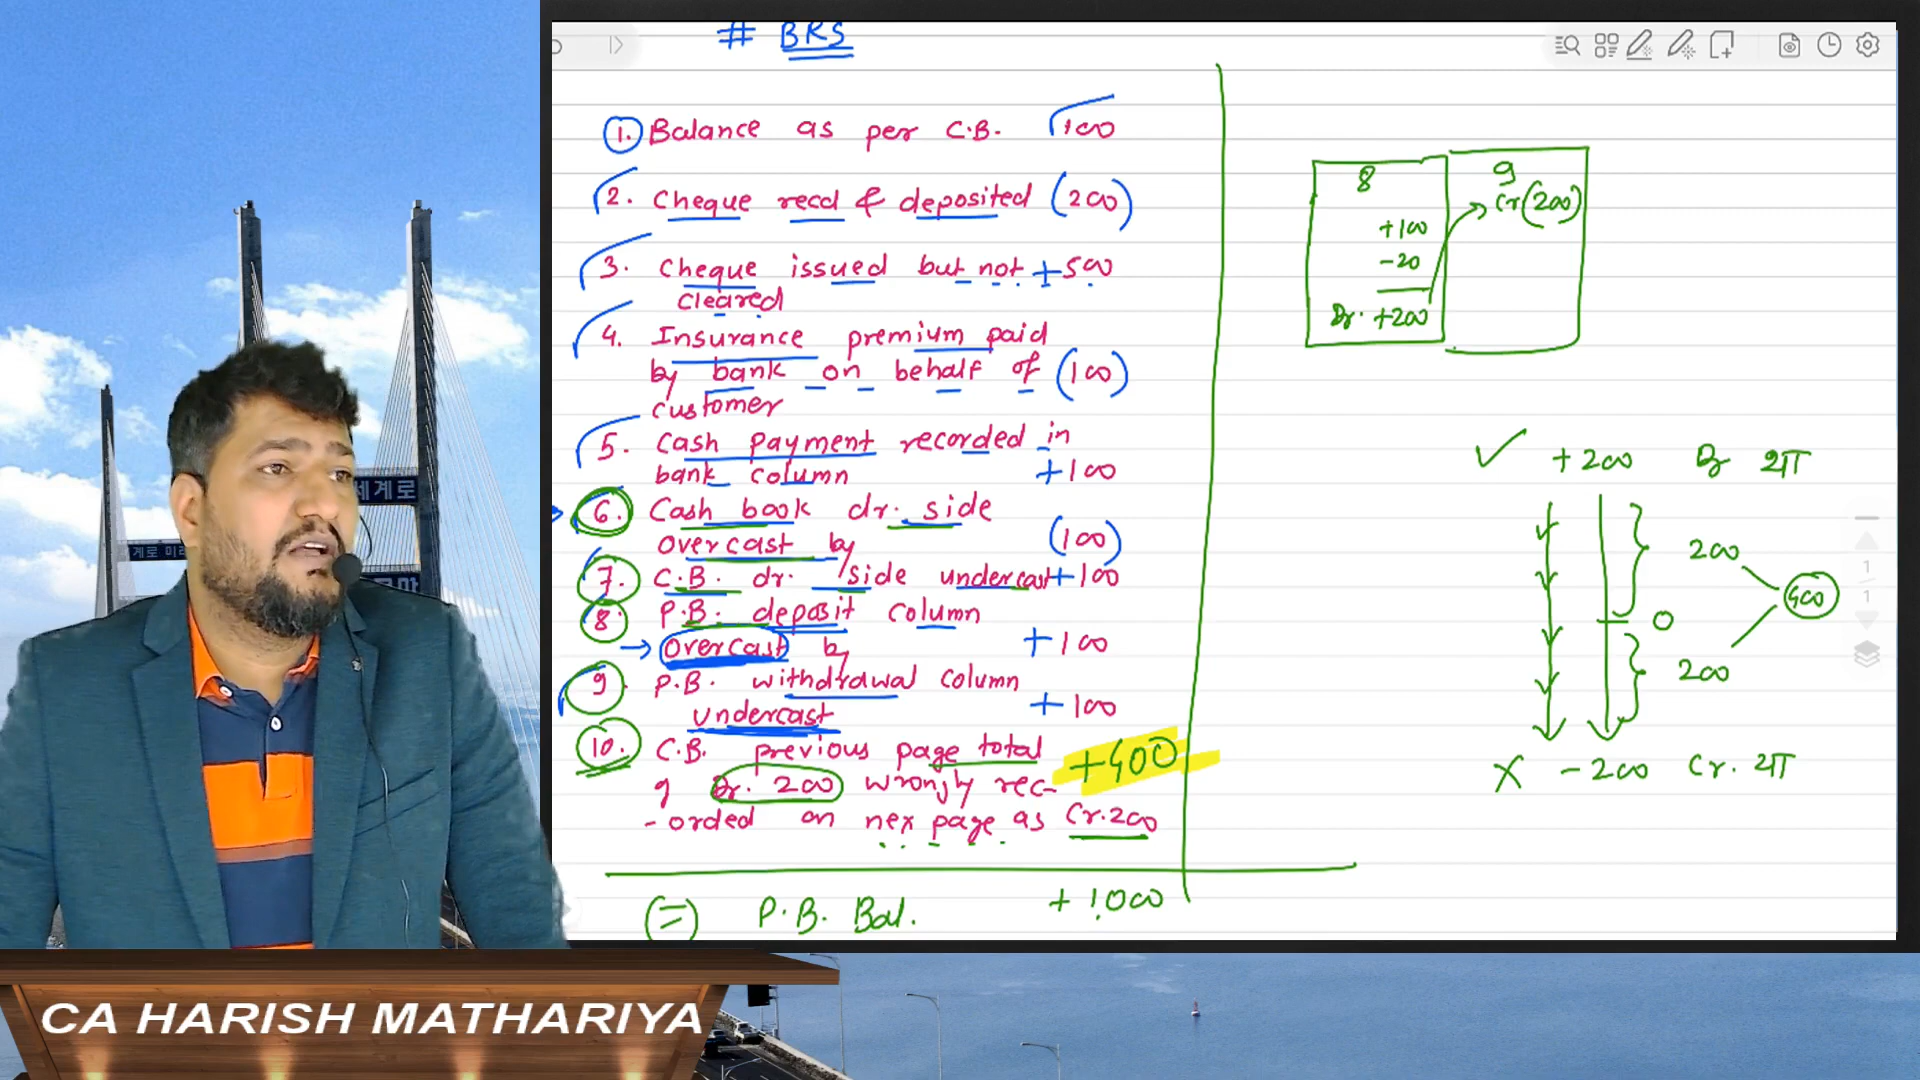 # BRS
1. Balance as per C.B. 100
2. Cheque recd & deposited (200)
3. Cheque issued but not +500
cleared
4. Insurance premium paid
by bank on behalf of (100)
customer
5. Cash payment recorded in
bank column +100
6. Cash book dr. side
overcast by (100)
7. C.B. dr. side undercast +100
8. P.B. deposit column
→ overcast by +100
9. P.B. withdrawal column
undercast +100
10. C.B. previous page total +400
of Dr. 200 wrongly rec-
-orded on nex page as Cr.200
(=) P.B. Bal. +1000
8
+100
-20
Dr. +200
9
Cr(200)
✓ +200 Dr
200
400
0
200
X -200 Cr.
1
1
세계로
CA HARISH MATHARIYA